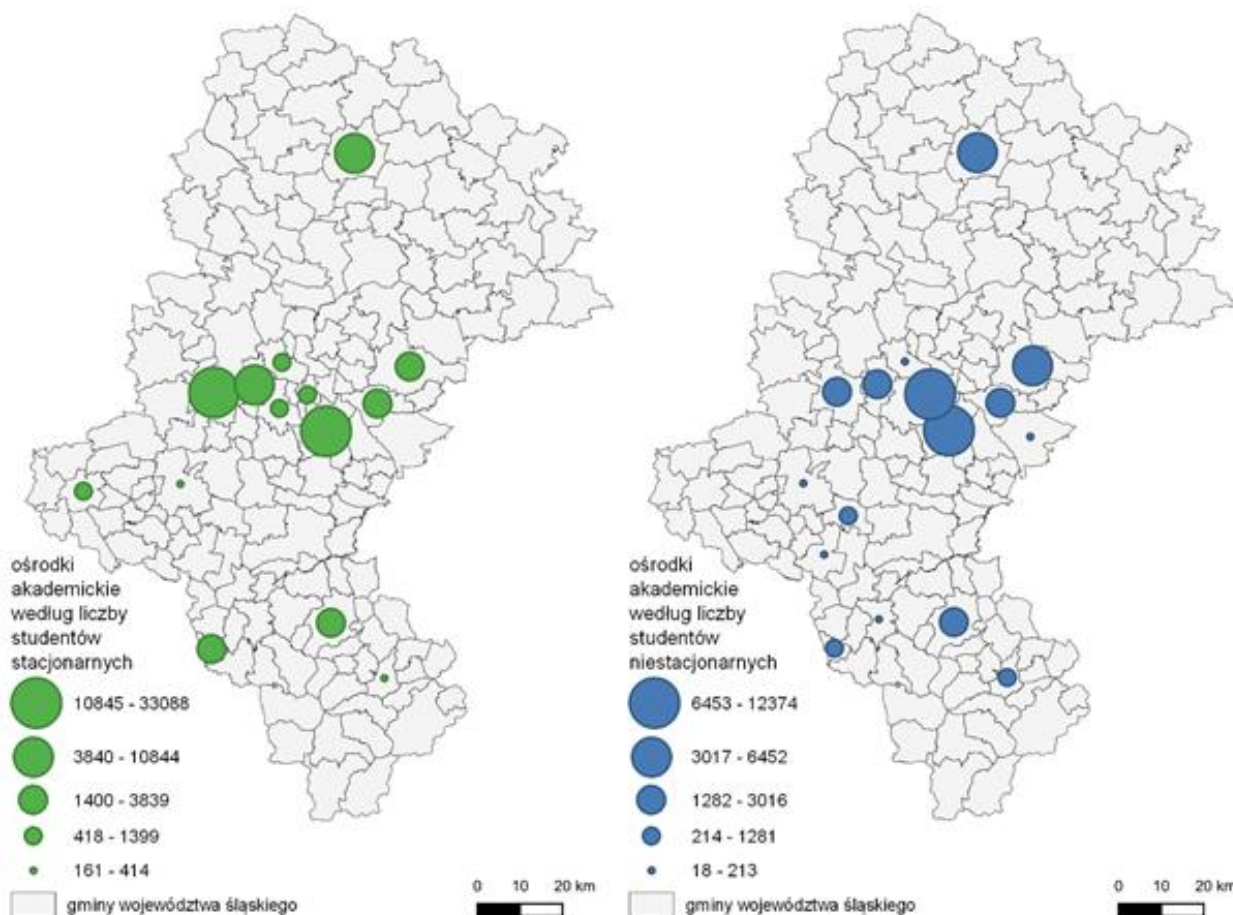 ośrodki
akademickie
według liczby
studentów
stacjonarnych
10845 - 33088
3840 - 10844
1400 - 3839
418 - 1399
161 - 414
gminy województwa śląskiego
0 10 20 km
ośrodki
akademickie
według liczby
studentów
niestacjonarnych
6453 - 12374
3017 - 6452
1282 - 3016
214 - 1281
18 - 213
gminy województwa śląskiego
0 10 20 km